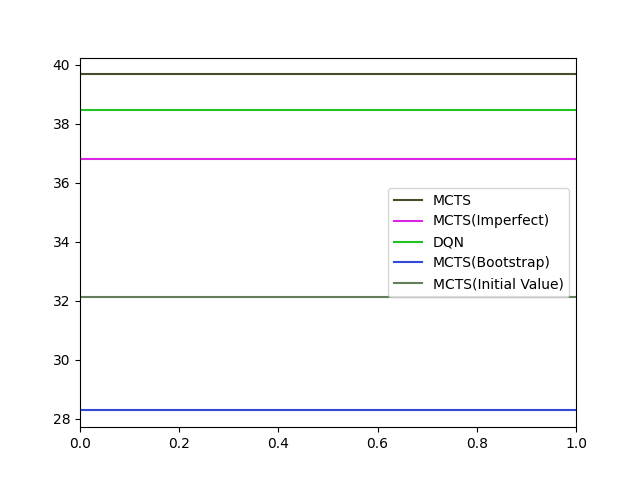 40
38
36
34
32
30
28
0.0
0.2
0.4
0.6
0.8
1.0
MCTS
MCTS(Imperfect)
DQN
MCTS(Bootstrap)
MCTS(Initial Value)